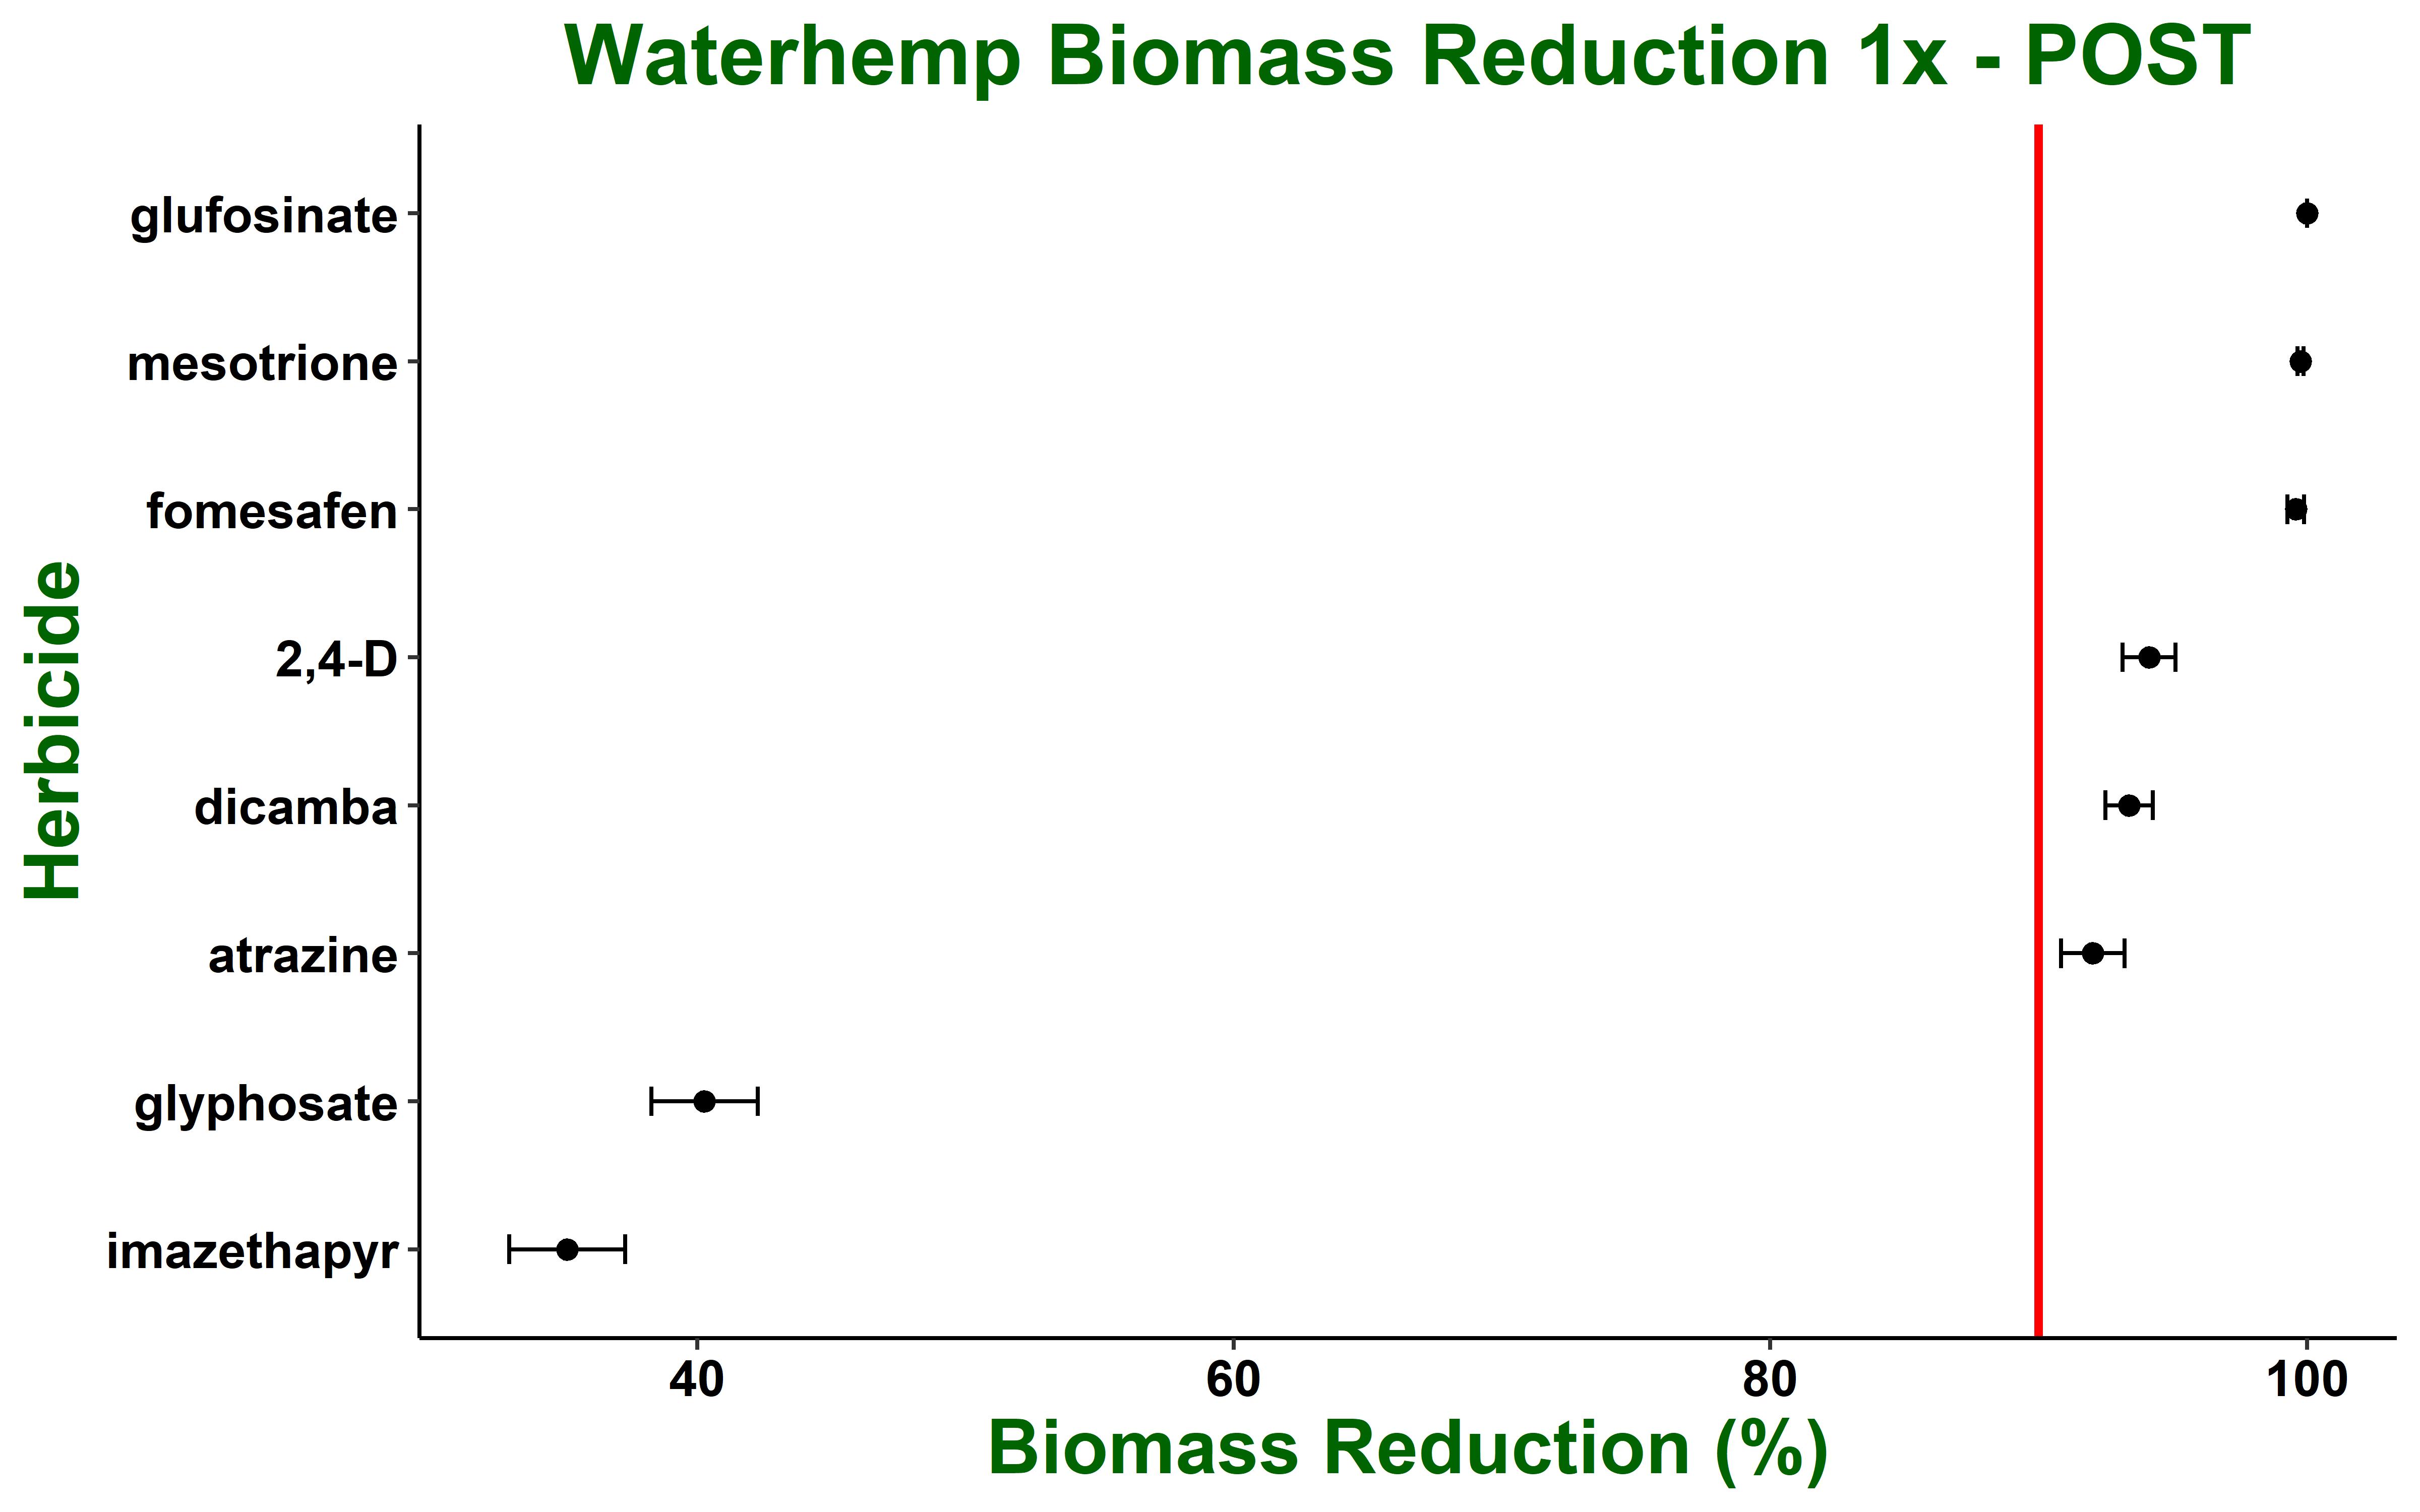 Waterhemp Biomass Reduction 1x - POST
Herbicide
glufosinate
mesotrione
fomesafen
2,4-D
dicamba
atrazine
glyphosate
imazethapyr
40 60 80 100
Biomass Reduction (%)